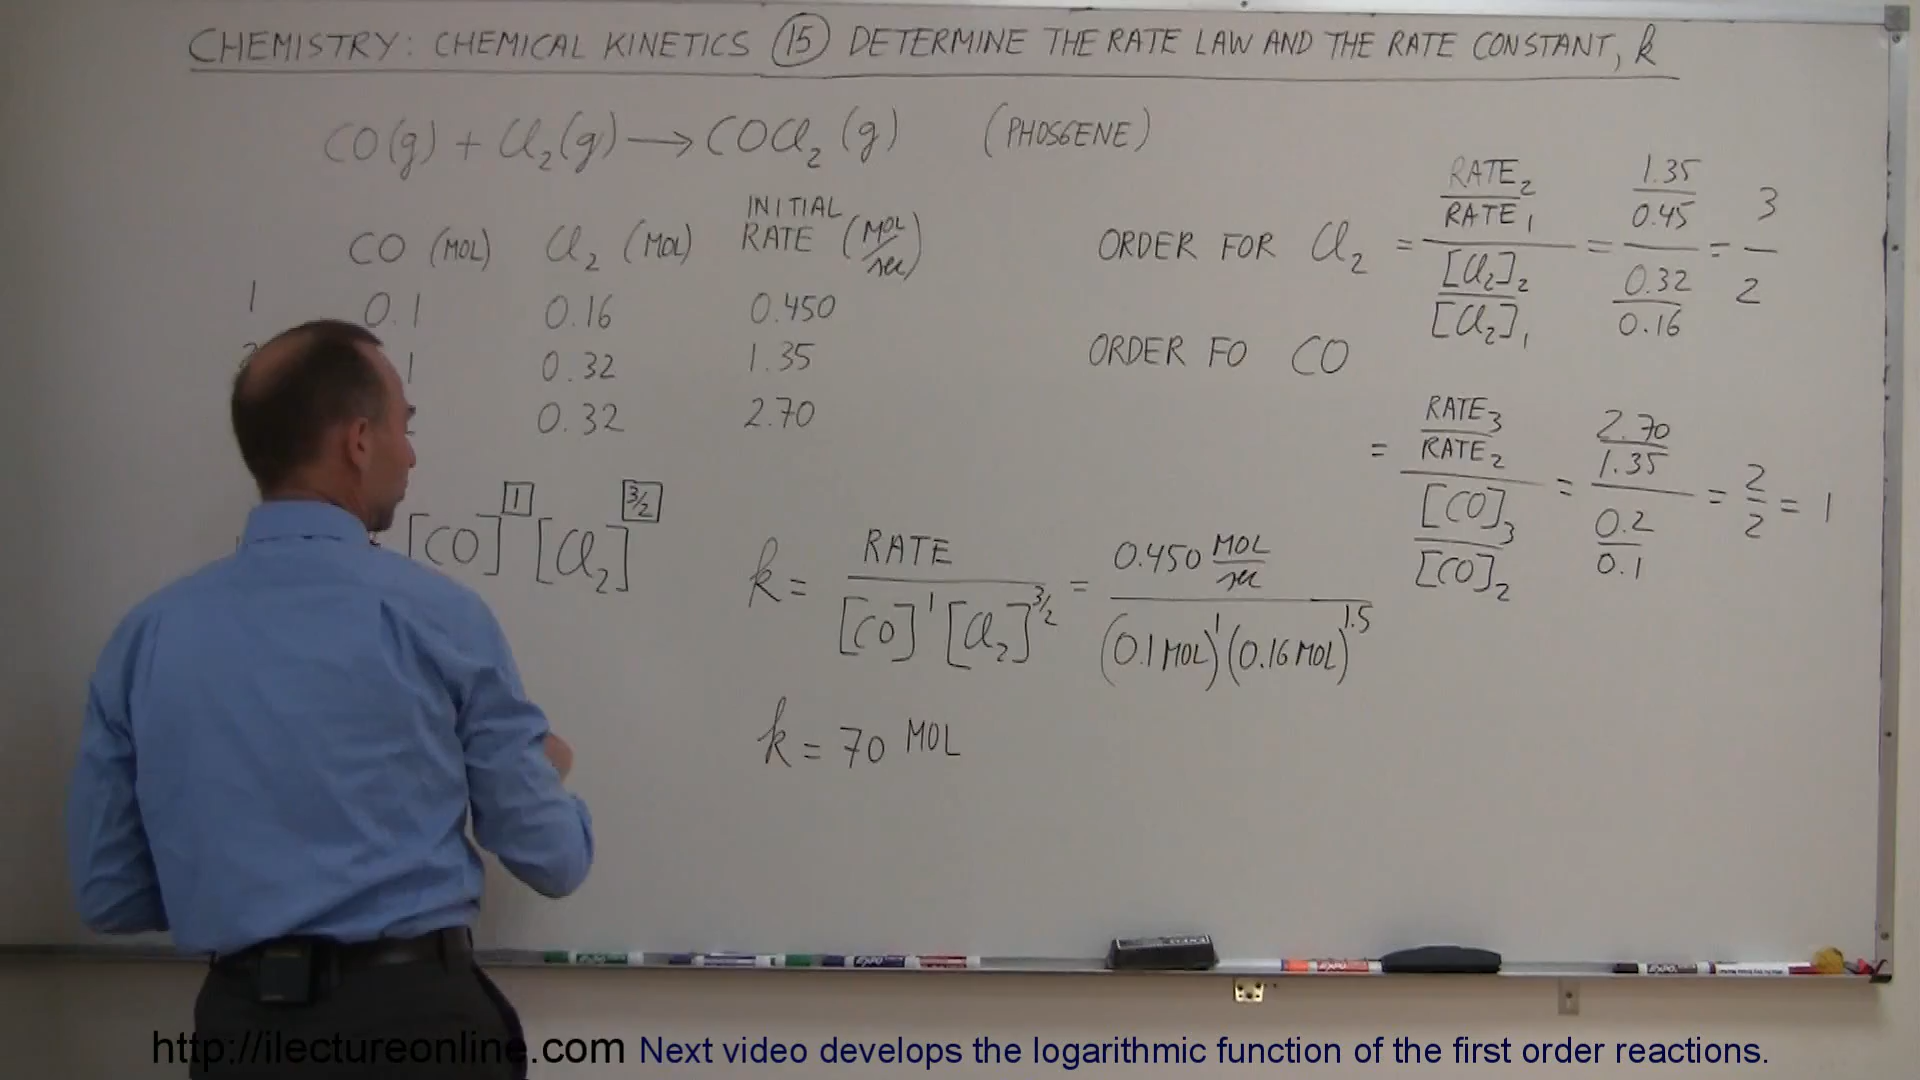 CHEMISTRY: CHEMICAL KINETICS 15 DETERMINE THE RATE LAW AND THE RATE CONSTANT, k
CO(g) + Cl₂(g) → COCl₂(g) (PHOSGENE)
CO (MOL) Cl₂ (MOL) INITIAL RATE (MOL/sec)
1 0.1 0.16 0.450
2 1 0.32 1.35
0.32 2.70
[CO]^1 [Cl₂]^3/2
ORDER FOR Cl₂ = (RATE₂/RATE₁)/([Cl₂]₂/[Cl₂]₁) = (1.35/0.45)/(0.32/0.16) = 3/2
ORDER FO CO
= (RATE₃/RATE₂)/([CO]₃/[CO]₂) = (2.70/1.35)/(0.2/0.1) = 2/2 = 1
k = RATE/([CO]^1 [Cl₂]^3/2) = (0.450 MOL/sec)/((0.1 MOL)^1 (0.16 MOL)^1.5)
k = 70 MOL
http://ilectureonline.com Next video develops the logarithmic function of the first order reactions.